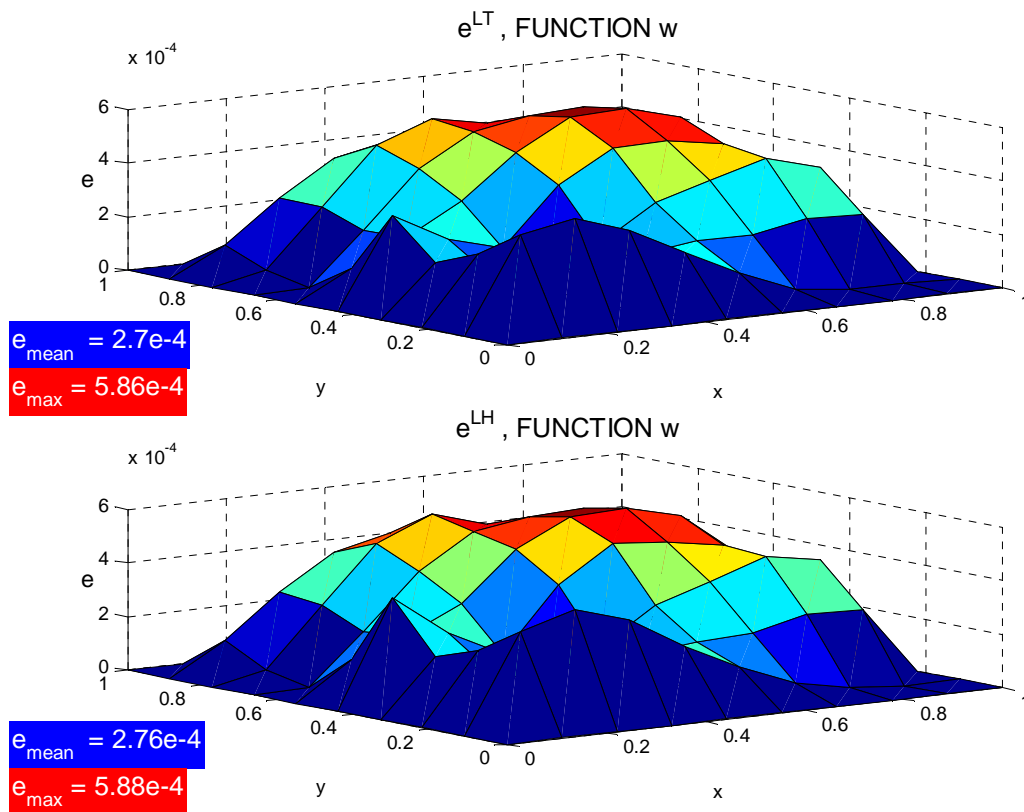 e^LT , FUNCTION w
x 10^-4
6
4
e
2
0
1
0.8
0.6
0.4
0.2
0
0
0.2
0.4
0.6
0.8
1
y
x
e_mean = 2.7e-4
e_max = 5.86e-4
e^LH , FUNCTION w
x 10^-4
6
4
e
2
0
1
0.8
0.6
0.4
0.2
0
0
0.2
0.4
0.6
0.8
1
y
x
e_mean = 2.76e-4
e_max = 5.88e-4